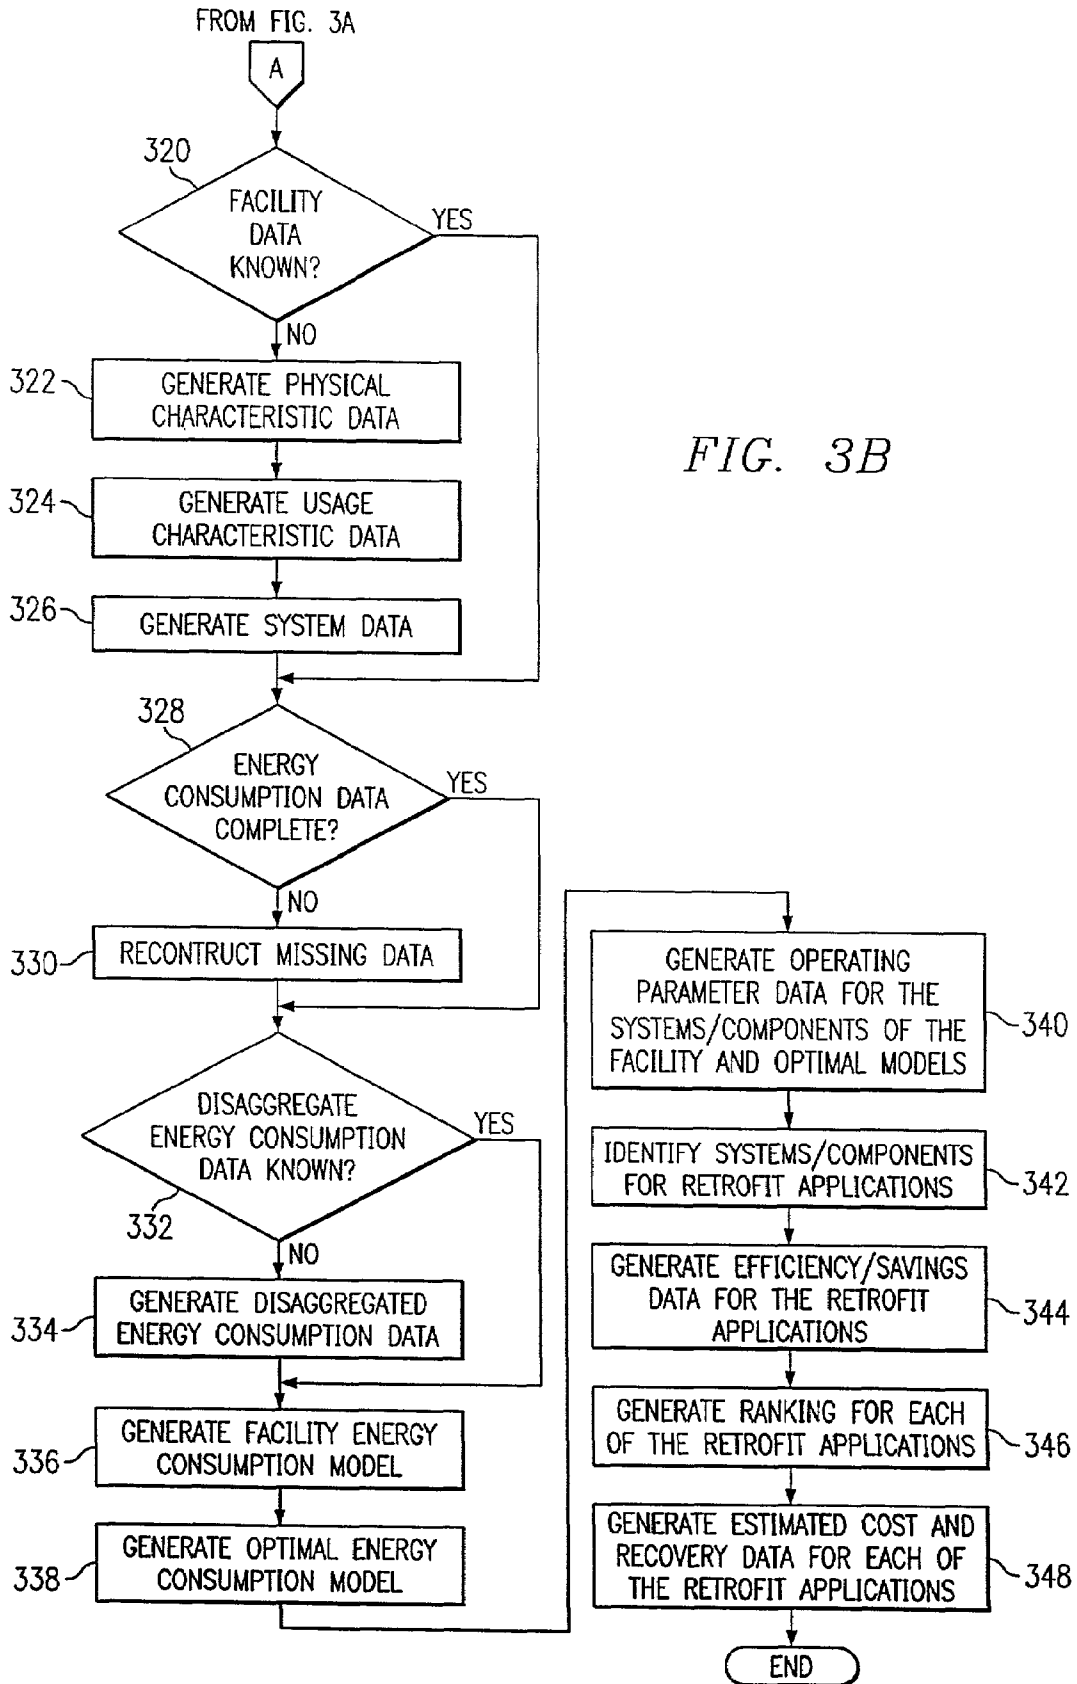 FROM FIG. 3A
A
320
FACILITY
DATA
KNOWN?
YES
NO
322
GENERATE PHYSICAL
CHARACTERISTIC DATA
324
GENERATE USAGE
CHARACTERISTIC DATA
326
GENERATE SYSTEM DATA
328
ENERGY
CONSUMPTION DATA
COMPLETE?
YES
NO
330
RECONTRUCT MISSING DATA
DISAGGREGATE
ENERGY CONSUMPTION
DATA KNOWN?
YES
332
NO
334
GENERATE DISAGGREGATED
ENERGY CONSUMPTION DATA
336
GENERATE FACILITY ENERGY
CONSUMPTION MODEL
338
GENERATE OPTIMAL ENERGY
CONSUMPTION MODEL
FIG. 3B
GENERATE OPERATING
PARAMETER DATA FOR THE
SYSTEMS/COMPONENTS OF THE
FACILITY AND OPTIMAL MODELS
340
IDENTIFY SYSTEMS/COMPONENTS
FOR RETROFIT APPLICATIONS
342
GENERATE EFFICIENCY/SAVINGS
DATA FOR THE RETROFIT
APPLICATIONS
344
GENERATE RANKING FOR EACH
OF THE RETROFIT APPLICATIONS
346
GENERATE ESTIMATED COST AND
RECOVERY DATA FOR EACH OF
THE RETROFIT APPLICATIONS
348
END